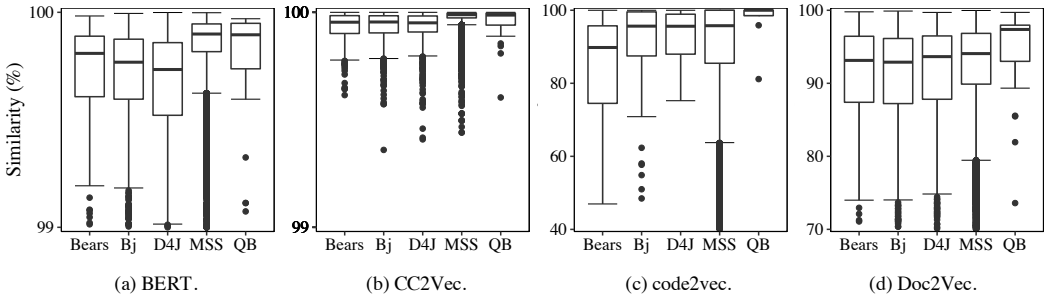 Similarity (%)
100
99
Bears Bj D4J MSS QB
(a) BERT.
100
99
Bears Bj D4J MSS QB
(b) CC2Vec.
100
80
60
40
Bears Bj D4J MSS QB
(c) code2vec.
100
90
80
70
Bears Bj D4J MSS QB
(d) Doc2Vec.